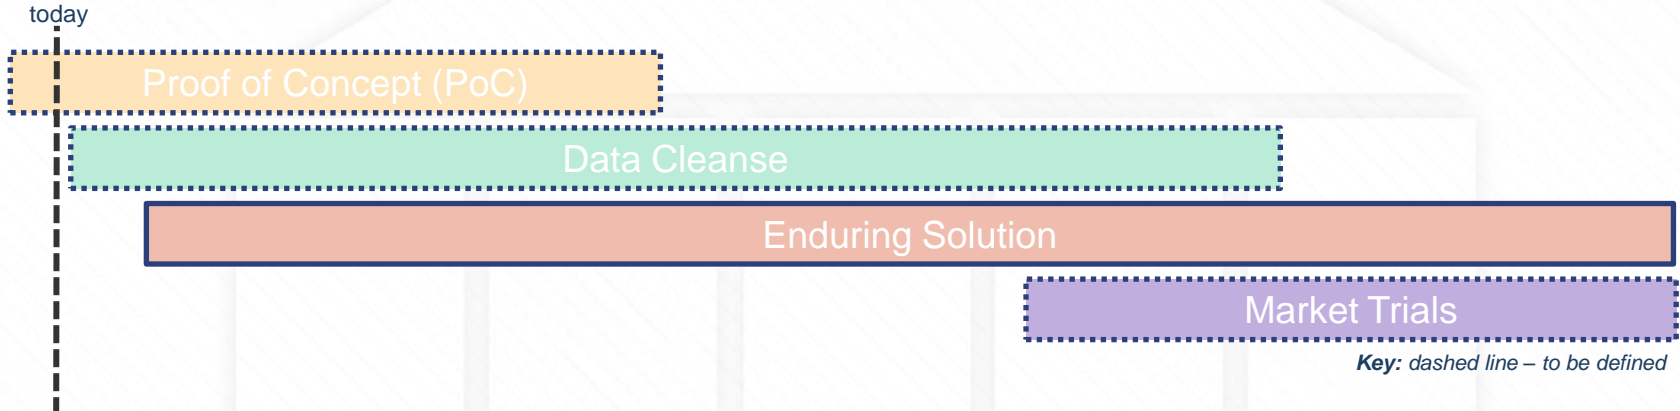 today
Proof of Concept (PoC)
Data Cleanse
Enduring Solution
Market Trials
Key: dashed line – to be defined